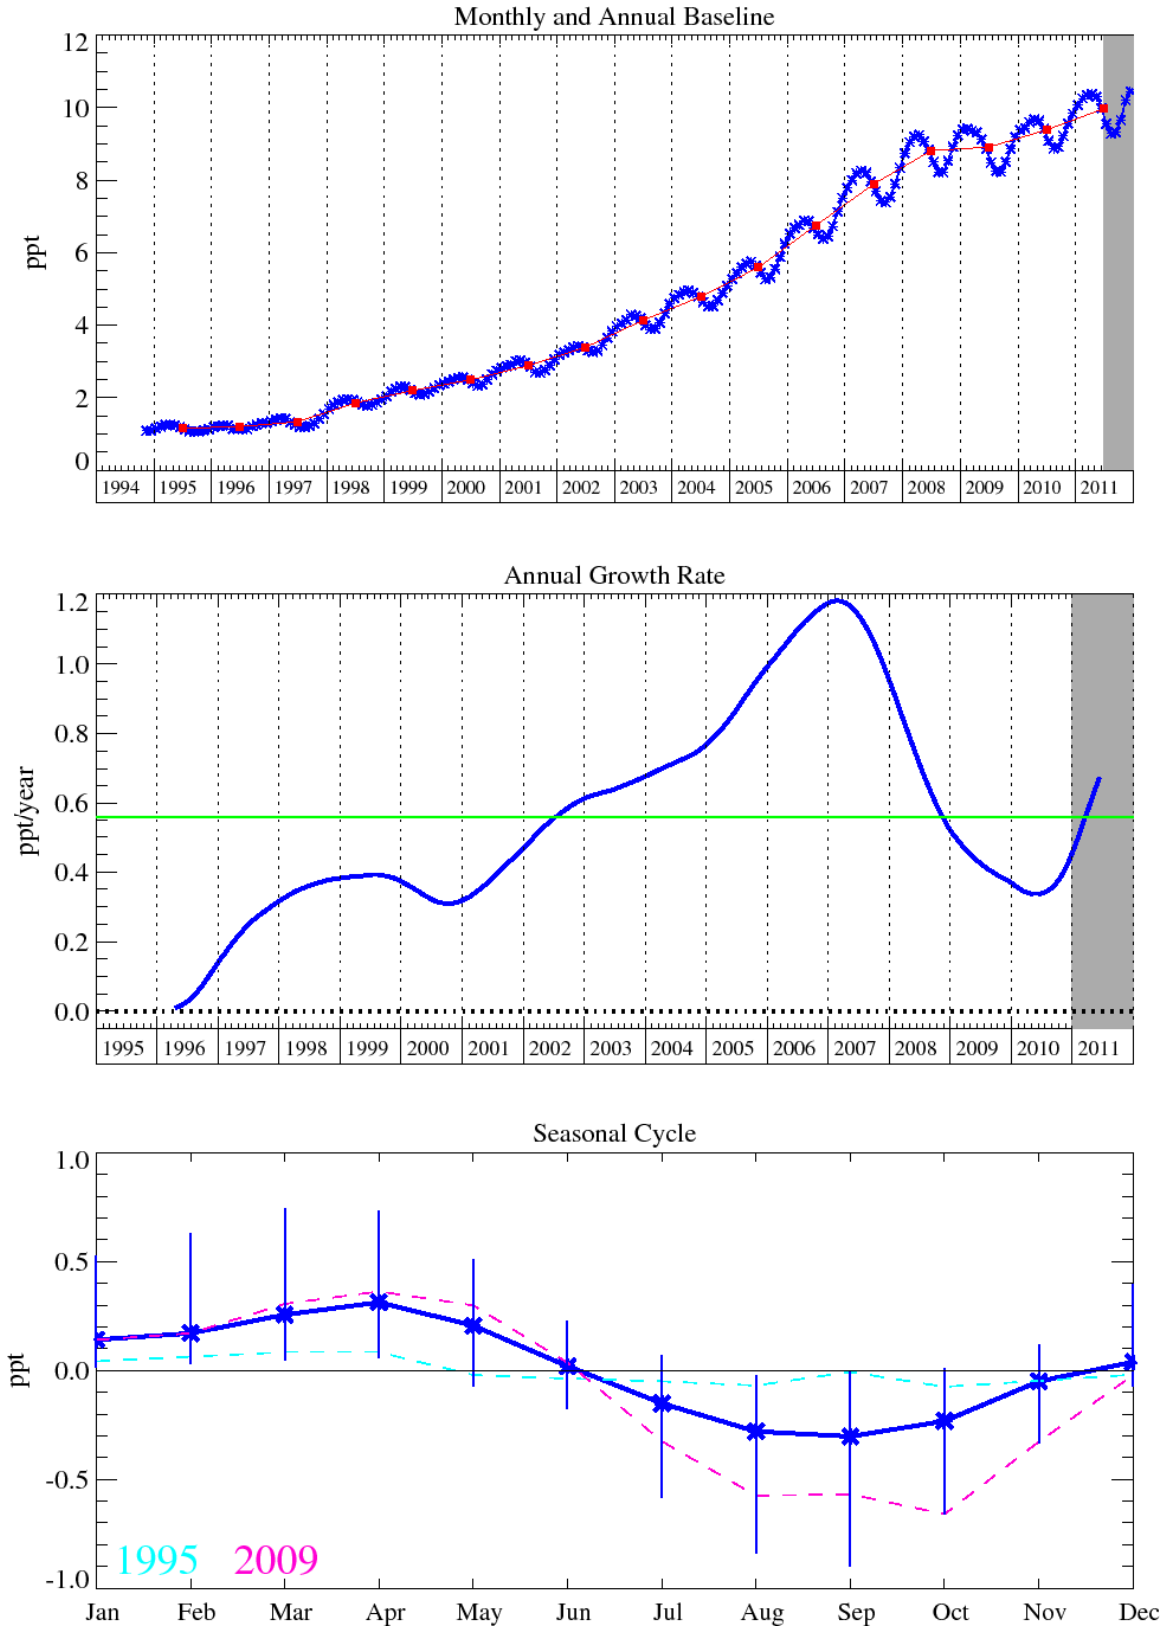 Monthly and Annual Baseline
12
10
8
6
4
2
0
ppt
1994 1995 1996 1997 1998 1999 2000 2001 2002 2003 2004 2005 2006 2007 2008 2009 2010 2011
Annual Growth Rate
1.2
1.0
0.8
0.6
0.4
0.2
0.0
ppt/year
1995 1996 1997 1998 1999 2000 2001 2002 2003 2004 2005 2006 2007 2008 2009 2010 2011
Seasonal Cycle
1.0
0.5
0.0
-0.5
-1.0
ppt
1995 2009
Jan Feb Mar Apr May Jun Jul Aug Sep Oct Nov Dec